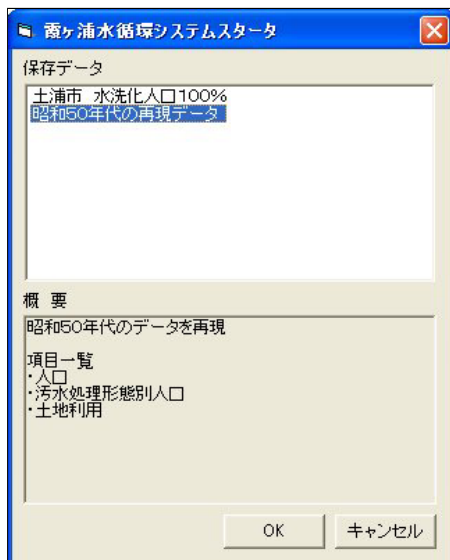 霞ヶ浦水循環システムスタータ
保存データ
土浦市 水洗化人口100%
昭和50年代の再現データ
概 要
昭和50年代のデータを再現
項目一覧
・人口
・汚水処理形態別人口
・土地利用
OK
キャンセル